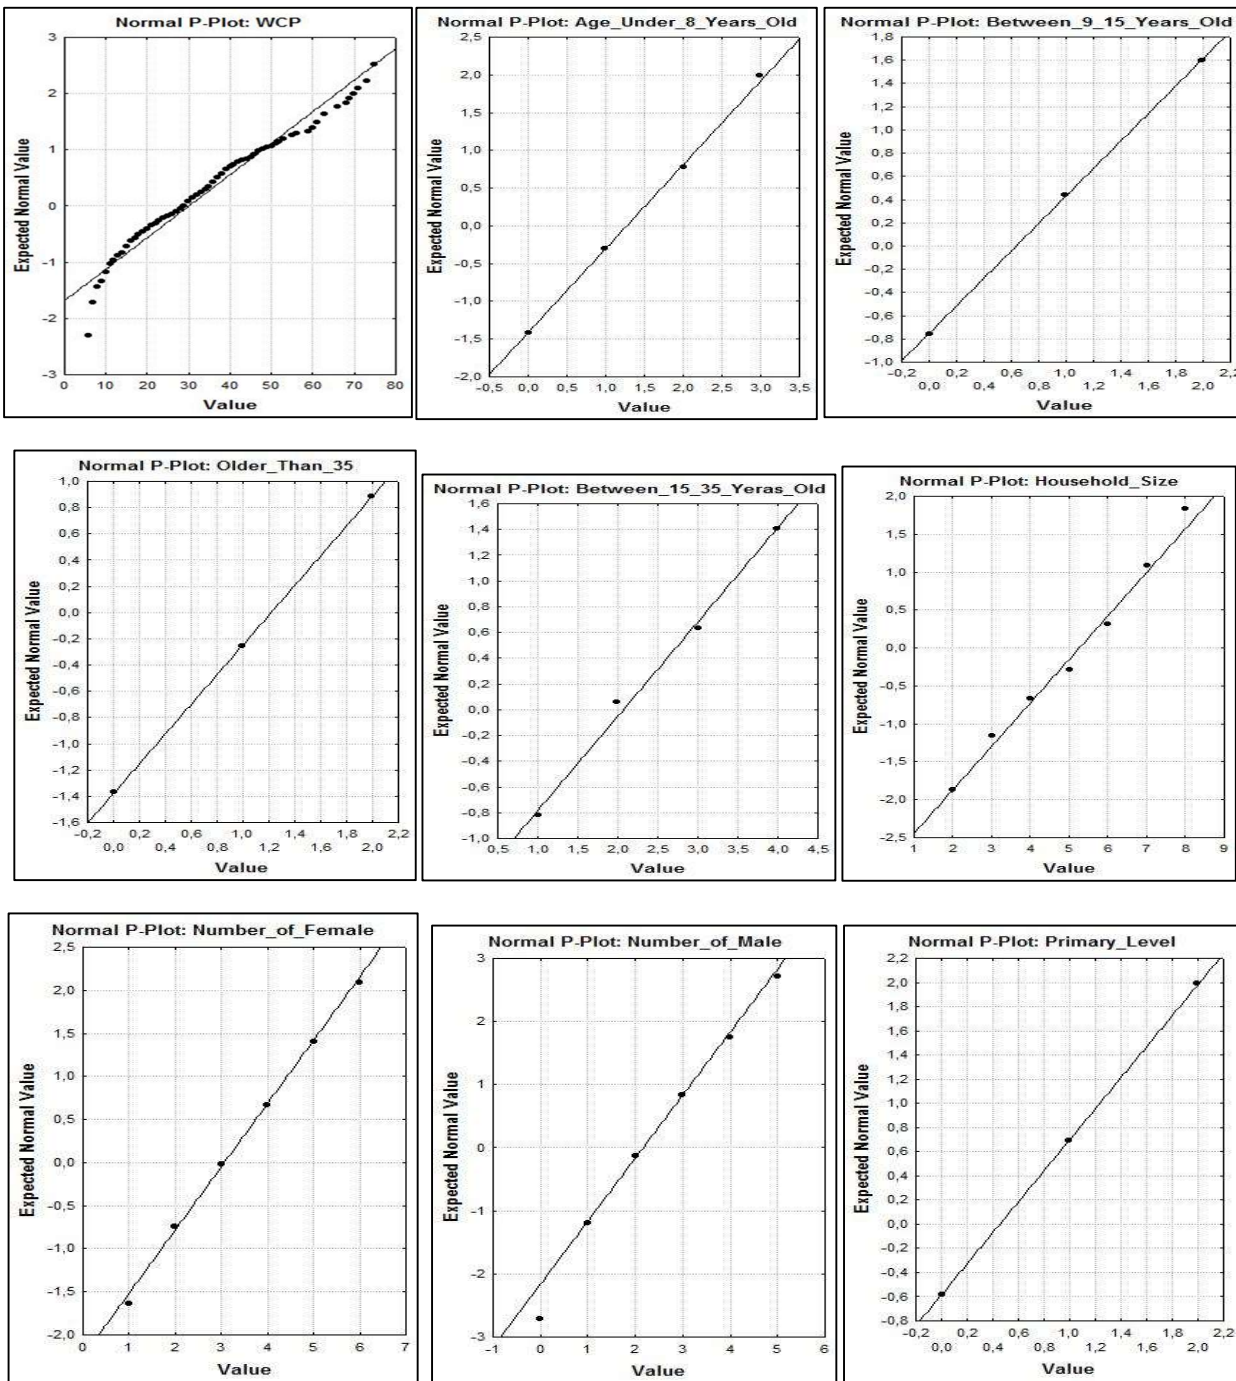 Normal P-Plot: WCP
Expected Normal Value
3
2
1
0
-1
-2
-3
0 10 20 30 40 50 60 70 80
Value
Normal P-Plot: Age_Under_8_Years_Old
Expected Normal Value
2,5
2,0
1,5
1,0
0,5
0,0
-0,5
-1,0
-1,5
-2,0
-0,5 0,0 0,5 1,0 1,5 2,0 2,5 3,0 3,5
Value
Normal P-Plot: Between_9_15_Years_Old
Expected Normal Value
1,8
1,6
1,4
1,2
1,0
0,8
0,6
0,4
0,2
0,0
-0,2
-0,4
-0,6
-0,8
-1,0
-0,2 0,2 0,6 1,0 1,4 1,8 2,2
0,0 0,4 0,8 1,2 1,6 2,0
Value
Normal P-Plot: Older_Than_35
Expected Normal Value
1,0
0,8
0,6
0,4
0,2
0,0
-0,2
-0,4
-0,6
-0,8
-1,0
-1,2
-1,4
-1,6
-0,2 0,2 0,6 1,0 1,4 1,8 2,2
0,0 0,4 0,8 1,2 1,6 2,0
Value
Normal P-Plot: Between_15_35_Yeras_Old
Expected Normal Value
1,6
1,4
1,2
1,0
0,8
0,6
0,4
0,2
0,0
-0,2
-0,4
-0,6
-0,8
-1,0
0,5 1,0 1,5 2,0 2,5 3,0 3,5 4,0 4,5
Value
Normal P-Plot: Household_Size
Expected Normal Value
2,0
1,5
1,0
0,5
0,0
-0,5
-1,0
-1,5
-2,0
-2,5
1 2 3 4 5 6 7 8 9
Value
Normal P-Plot: Number_of_Female
Expected Normal Value
2,5
2,0
1,5
1,0
0,5
0,0
-0,5
-1,0
-1,5
-2,0
0 1 2 3 4 5 6 7
Value
Normal P-Plot: Number_of_Male
Expected Normal Value
3
2
1
0
-1
-2
-3
-1 0 1 2 3 4 5 6
Value
Normal P-Plot: Primary_Level
Expected Normal Value
2,2
2,0
1,8
1,6
1,4
1,2
1,0
0,8
0,6
0,4
0,2
0,0
-0,2
-0,4
-0,6
-0,8
-0,2 0,2 0,6 1,0 1,4 1,8 2,2
0,0 0,4 0,8 1,2 1,6 2,0
Value